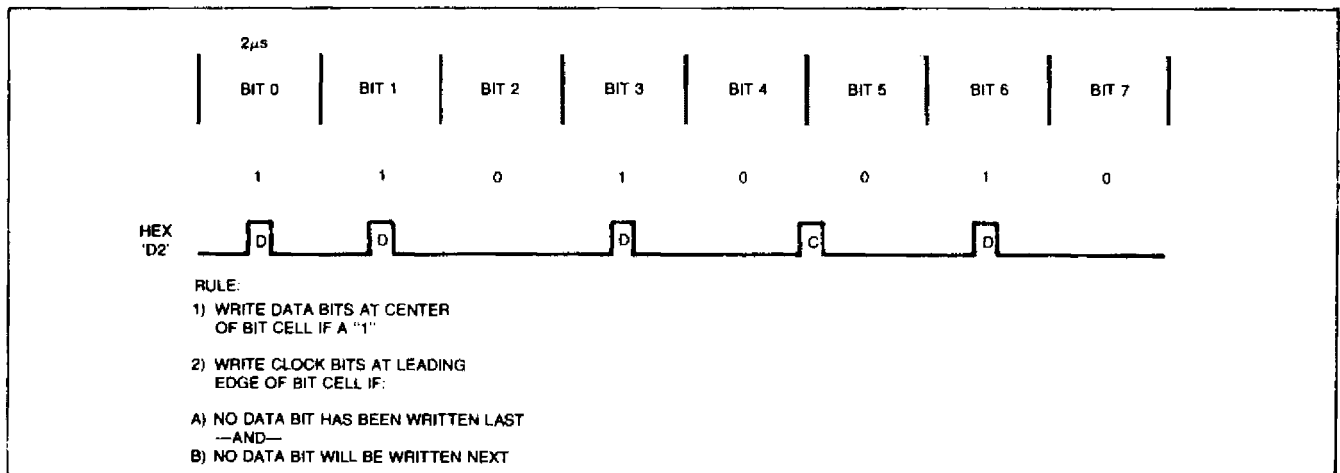 2μs
BIT 0 BIT 1 BIT 2 BIT 3 BIT 4 BIT 5 BIT 6 BIT 7
1 1 0 1 0 0 1 0
HEX
'D2'
D D D C D
RULE:
1) WRITE DATA BITS AT CENTER
OF BIT CELL IF A "1"
2) WRITE CLOCK BITS AT LEADING
EDGE OF BIT CELL IF:
A) NO DATA BIT HAS BEEN WRITTEN LAST
—AND—
B) NO DATA BIT WILL BE WRITTEN NEXT